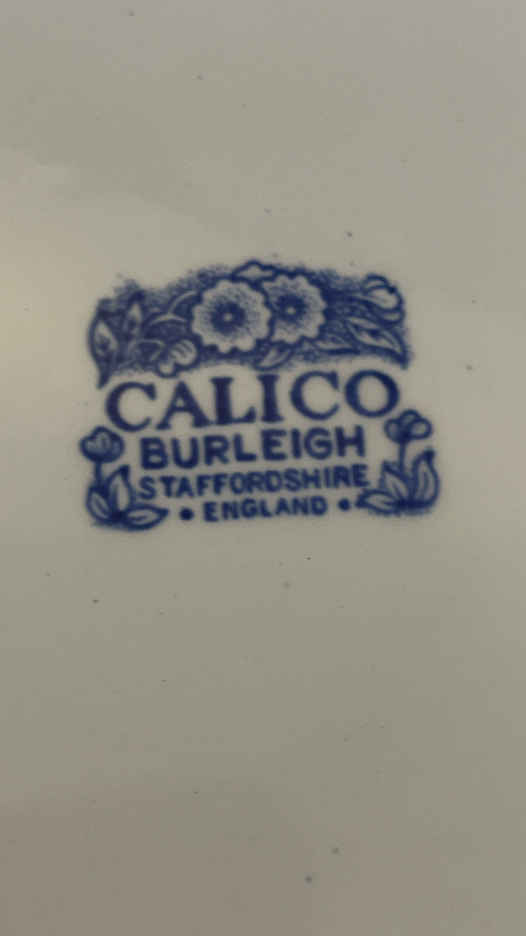 CALICO
BURLEIGH
STAFFORDSHIRE
• ENGLAND •